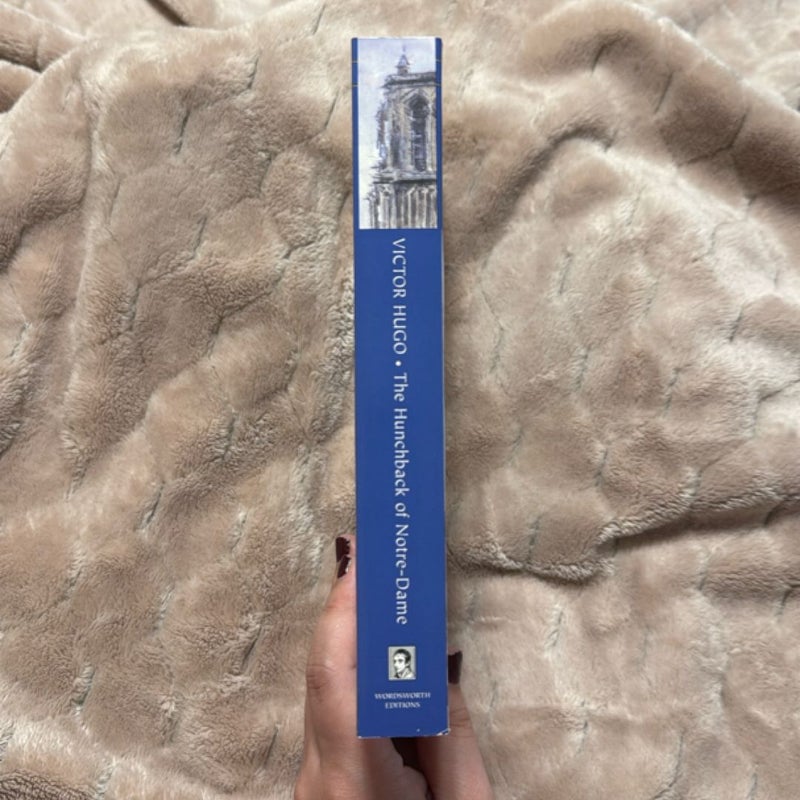 VICTOR HUGO • The Hunchback of Notre-Dame
WORDSWORTH
EDITIONS